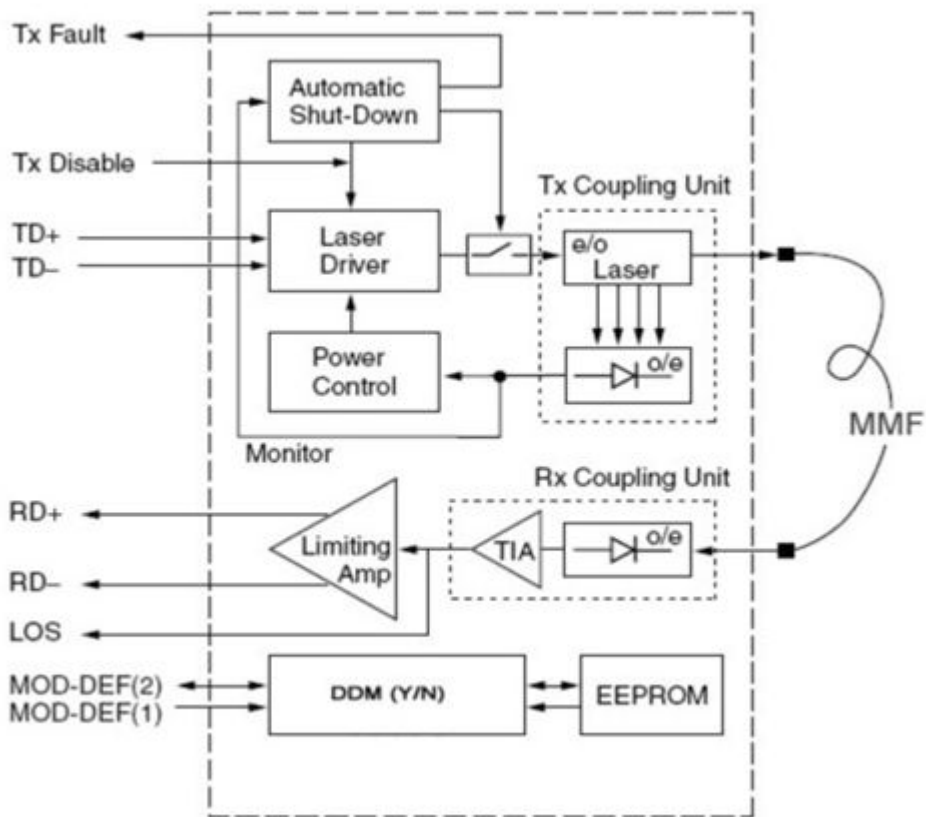 Tx Fault
Automatic
Shut-Down
Tx Disable
Tx Coupling Unit
TD+
TD–
Laser
Driver
e/o
Laser
Power
Control
o/e
MMF
Monitor
Rx Coupling Unit
RD+
RD–
Limiting
Amp
TIA
o/e
LOS
MOD-DEF(2)
MOD-DEF(1)
DDM (Y/N)
EEPROM